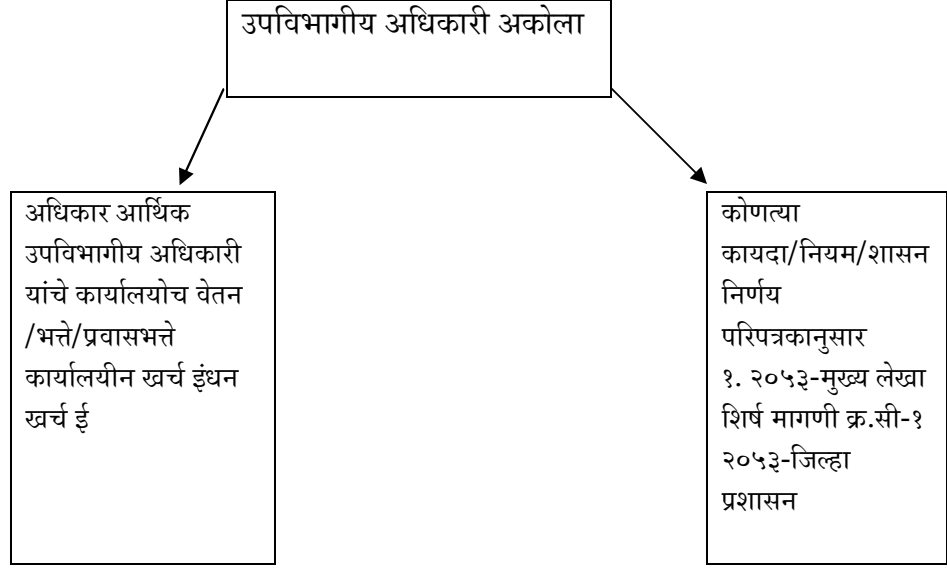 उपविभागीय अधिकारी अकोला
अधिकार आर्थिक
उपविभागीय अधिकारी
यांचे कार्यालयोच वेतन
/भत्ते/प्रवासभत्ते
कार्यालयीन खर्च इंधन
खर्च ई
कोणत्या
कायदा/नियम/शासन
निर्णय
परिपत्रकानुसार
१. २०५३-मुख्य लेखा
शिर्ष मागणी क्र.सी-१
२०५३-जिल्हा
प्रशासन